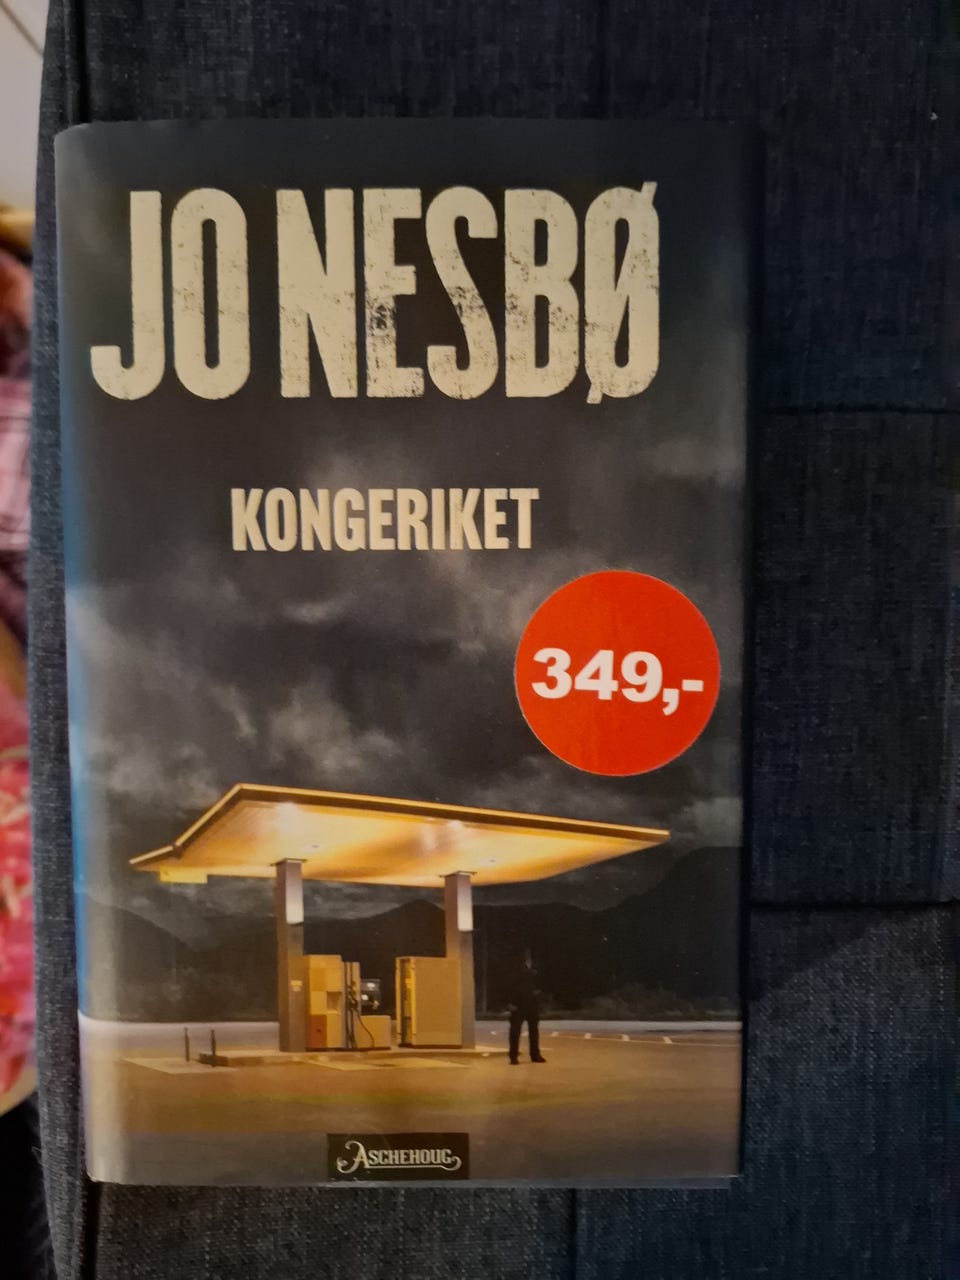 JO NESBØ
KONGERIKET
349,-
ASCHEHOUG